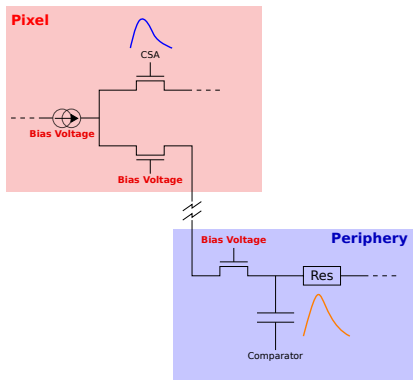 Pixel
CSA
Bias Voltage
Bias Voltage
Periphery
Bias Voltage
Res
Comparator